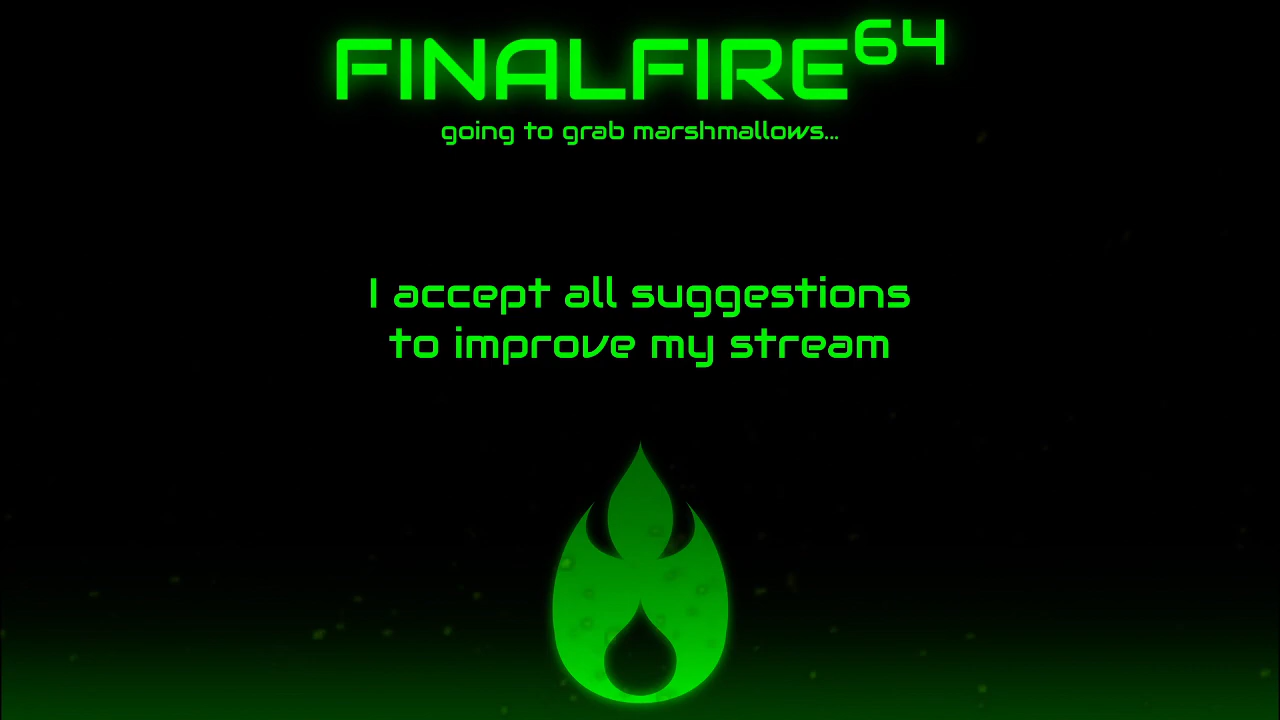 FINALFIRE64
going to grab marshmallows...
I accept all suggestions
to improve my stream